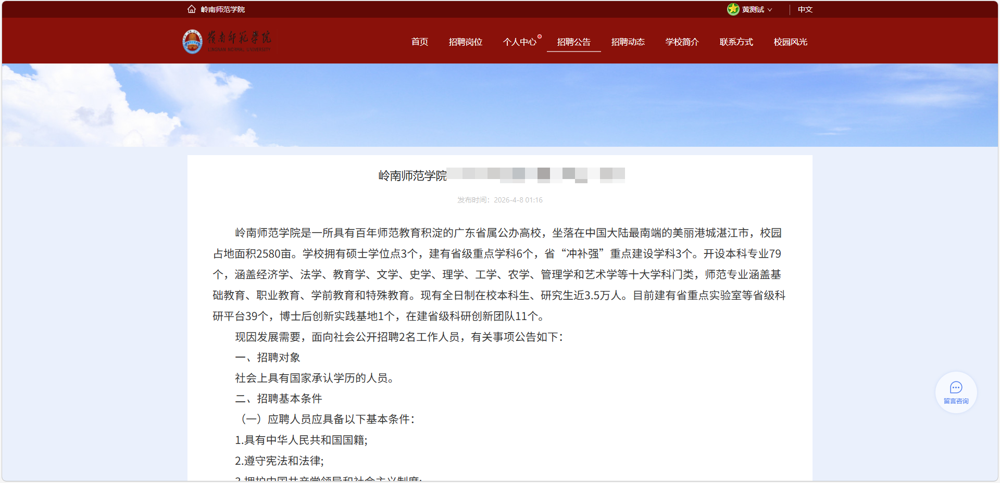 岭南师范学院
黄测试
中文
嶺南師範學院
LINGNAN NORMAL UNIVERSITY
首页
招聘岗位
个人中心
招聘公告
招聘动态
学校简介
联系方式
校园风光
岭南师范学院
发布时间：2026-4-8 01:16
岭南师范学院是一所具有百年师范教育积淀的广东省属公办高校，坐落在中国大陆最南端的美丽港城湛江市，校园
占地面积2580亩。学校拥有硕士学位点3个，建有省级重点学科6个，省“冲补强”重点建设学科3个。开设本科专业79
个，涵盖经济学、法学、教育学、文学、史学、理学、工学、农学、管理学和艺术学等十大学科门类，师范专业涵盖基
础教育、职业教育、学前教育和特殊教育。现有全日制在校本科生、研究生近3.5万人。目前建有省重点实验室等省级科
研平台39个，博士后创新实践基地1个，在建省级科研创新团队11个。
现因发展需要，面向社会公开招聘2名工作人员，有关事项公告如下：
一、招聘对象
社会上具有国家承认学历的人员。
二、招聘基本条件
（一）应聘人员应具备以下基本条件：
1.具有中华人民共和国国籍;
2.遵守宪法和法律;
3.拥护中国共产党领导和社会主义制度;
留言咨询